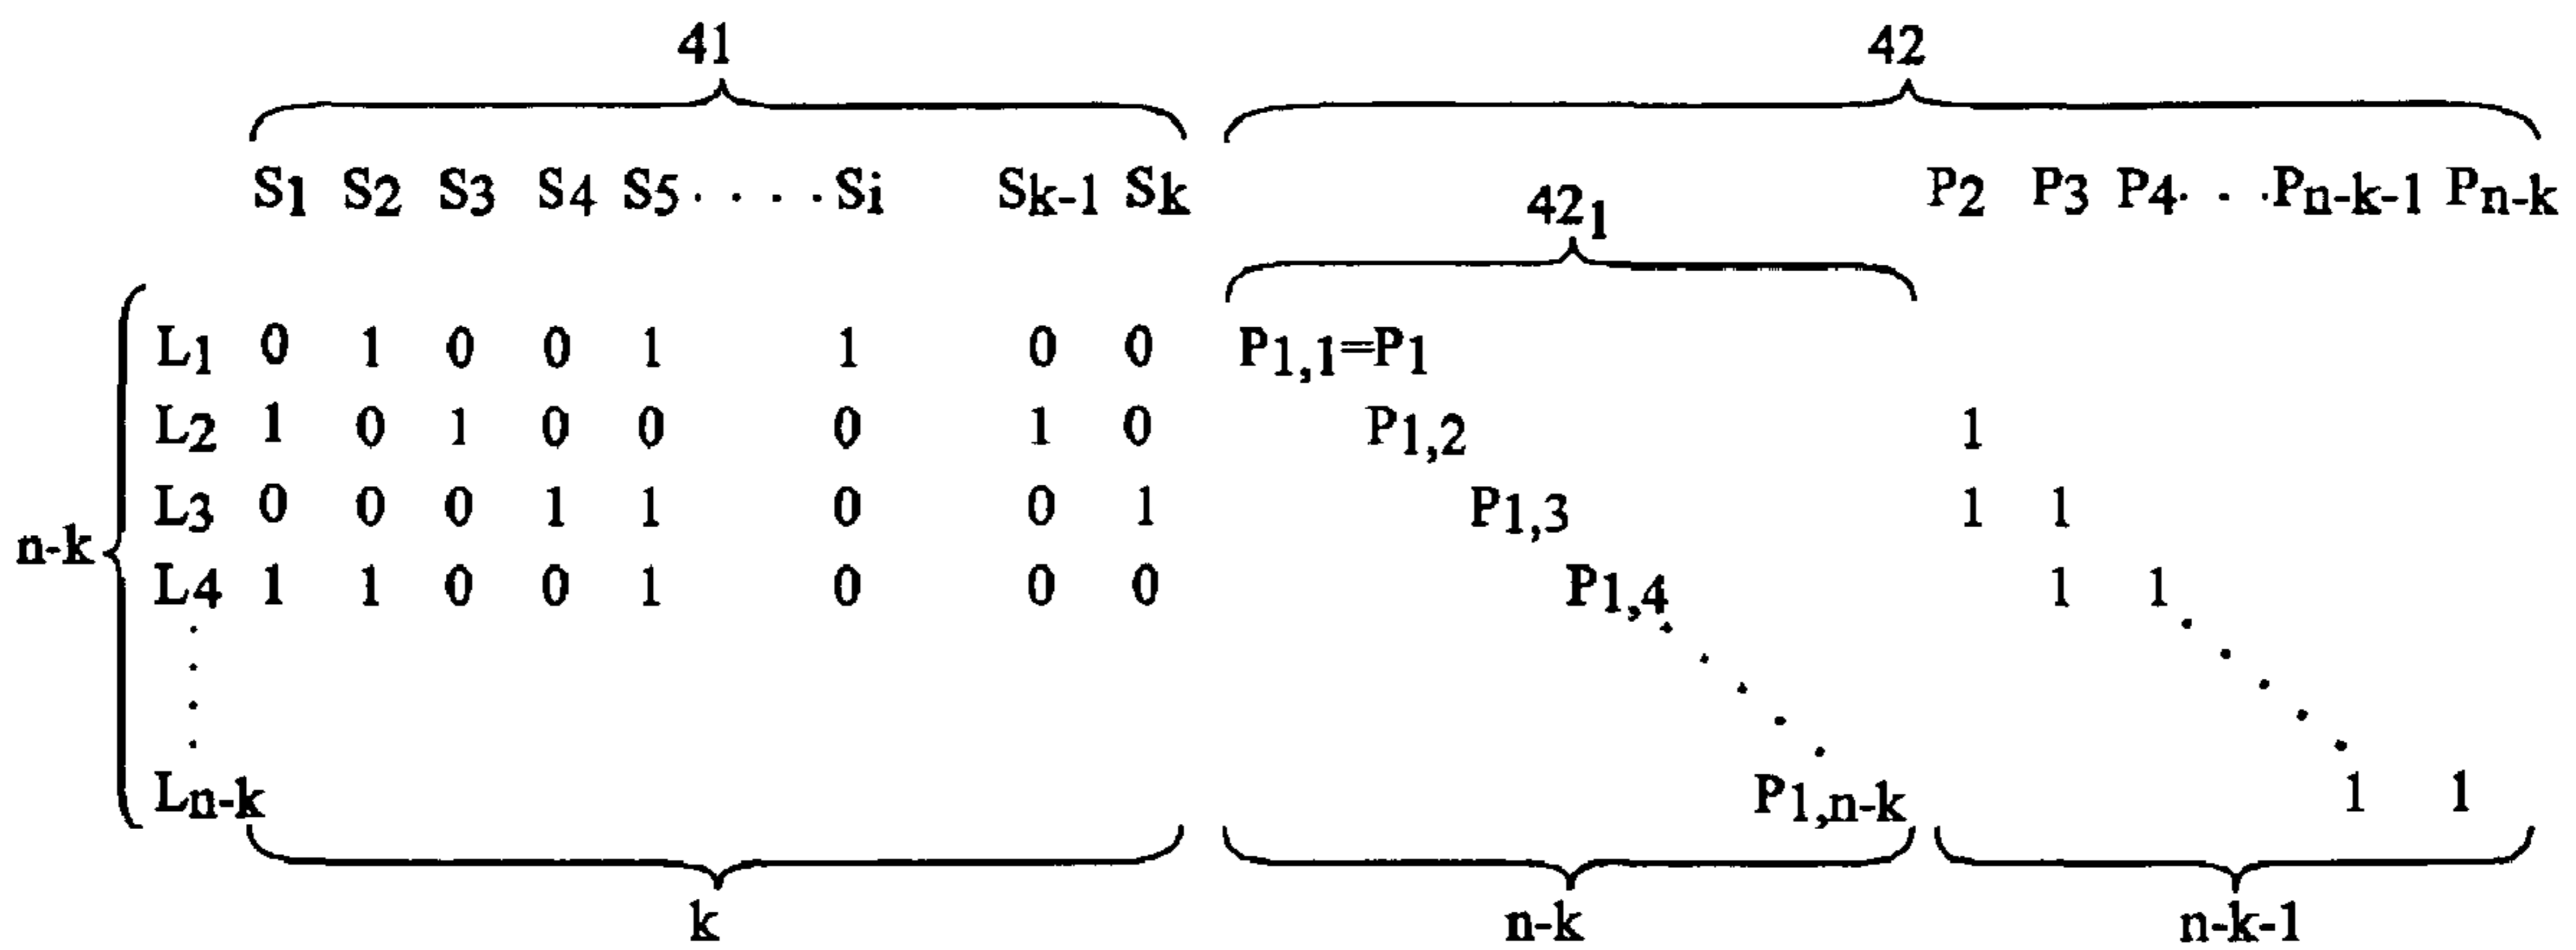 41 42
S1 S2 S3 S4 S5 . . . . Si Sk-1 Sk P2 P3 P4 . . . Pn-k-1 Pn-k
421
L1 0 1 0 0 1 1 0 0 P1,1=P1
L2 1 0 1 0 0 0 1 0 P1,2 1
L3 0 0 0 1 1 0 0 1 P1,3 1 1
n-k
L4 1 1 0 0 1 0 0 0 P1,4 1 1
Ln-k P1,n-k 1 1
k n-k n-k-1